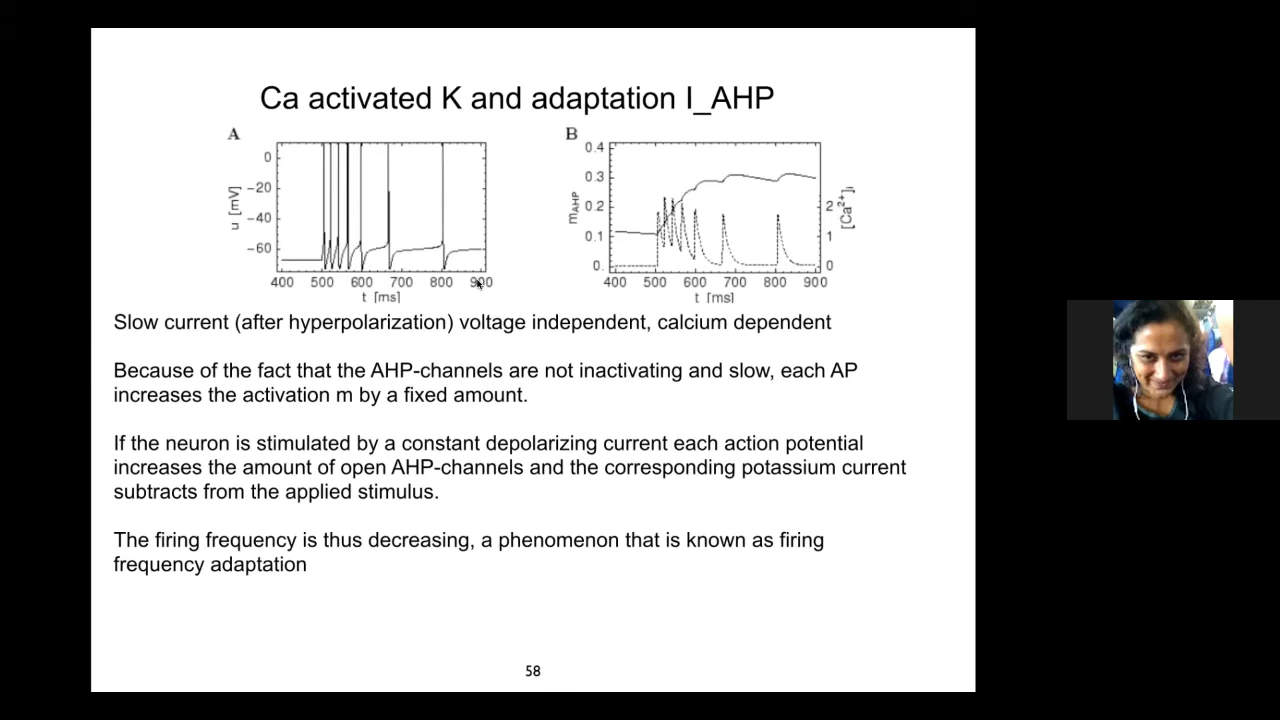 Ca activated K and adaptation I_AHP
A
B
0
−20
−40
−60
u [mV]
400 500 600 700 800 900
t [ms]
0.4
0.3
0.2
0.1
0.
mAHP
2
1
0
[Ca2+]i
400 500 600 700 800 900
t [ms]
Slow current (after hyperpolarization) voltage independent, calcium dependent
Because of the fact that the AHP-channels are not inactivating and slow, each AP
increases the activation m by a fixed amount.
If the neuron is stimulated by a constant depolarizing current each action potential
increases the amount of open AHP-channels and the corresponding potassium current
subtracts from the applied stimulus.
The firing frequency is thus decreasing, a phenomenon that is known as firing
frequency adaptation
58